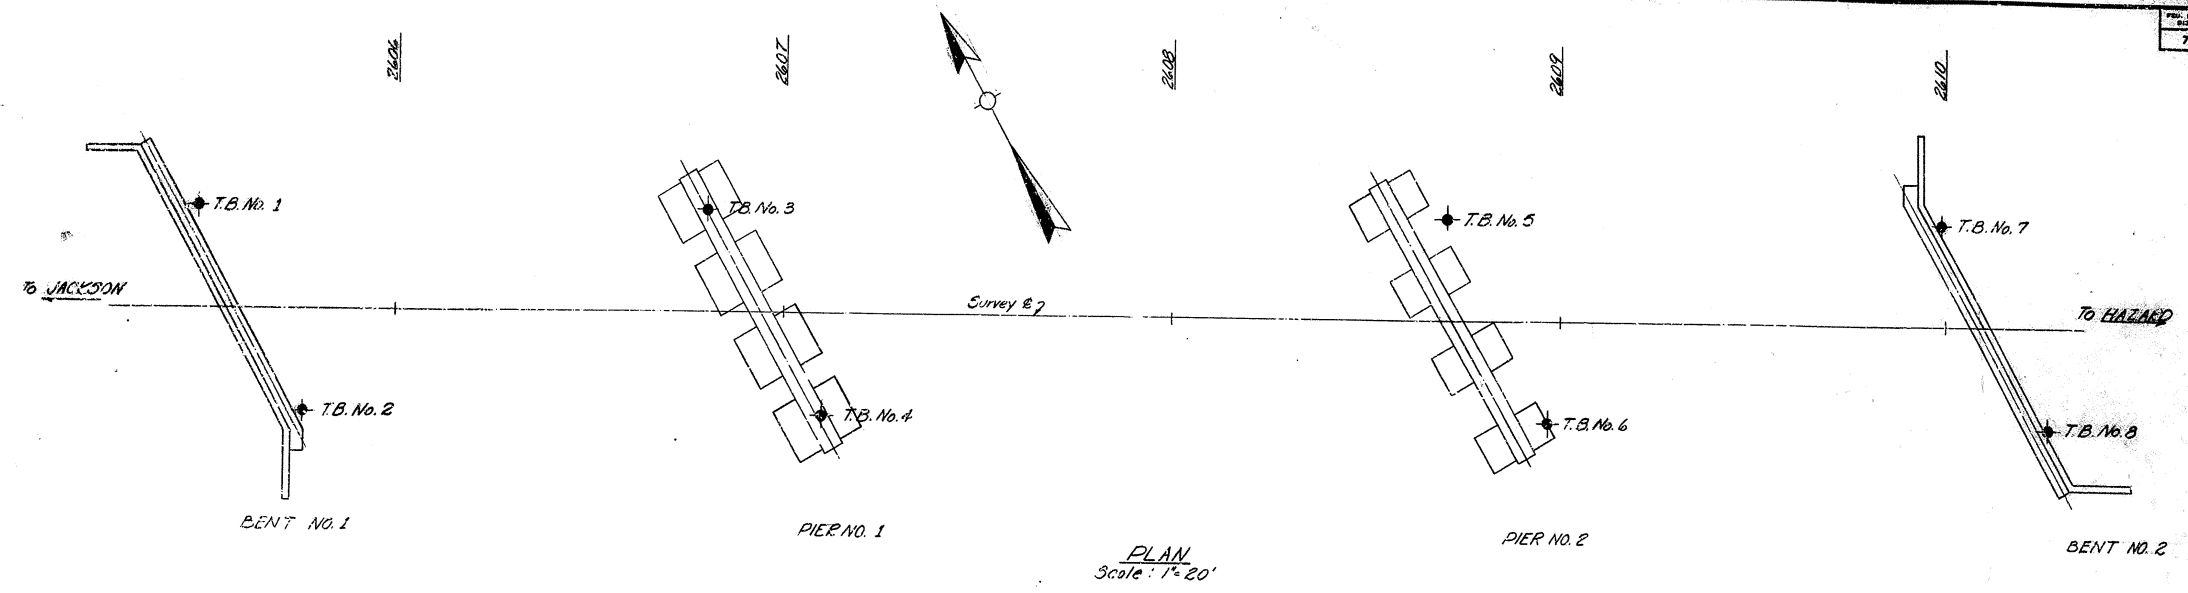 2606
2607
2608
2609
2610
7
T.B. No. 1
T.B. No. 3
T.B. No. 5
T.B. No. 7
TO JACKSON
Survey ℄
TO HAZARD
T.B. No. 2
T.B. No. 4
T.B. No. 6
T.B. No. 8
BENT NO. 1
PIER NO. 1
PIER NO. 2
BENT NO. 2
PLAN
Scale: 1"=20'